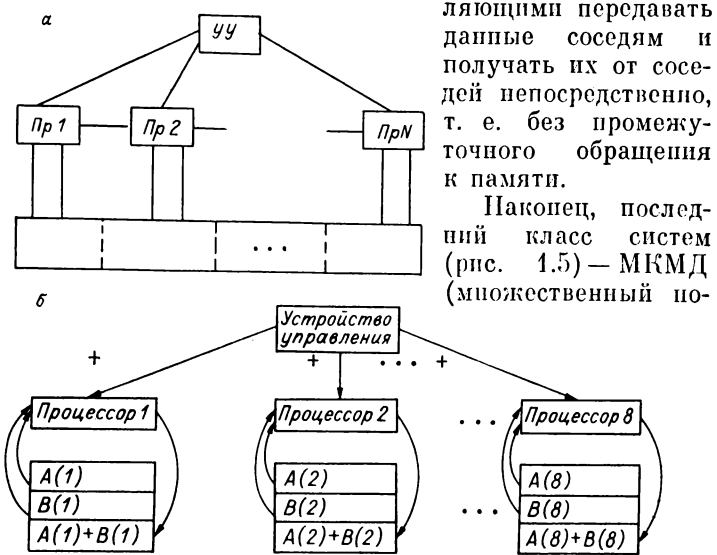 а
УУ
Пр 1
Пр 2
ПрN
...
ляющими передавать
данные соседям и
получать их от сосе-
дей непосредственно,
т. е. без промежу-
точного обращения
к памяти.
Наконец, послед-
ний класс систем
(рис. 1.5) — МКМД
(множественный по-
б
Устройство
управления
+ + ... +
Процессор 1
Процессор 2
...
Процессор 8
A(1)
B(1)
A(1)+B(1)
A(2)
B(2)
A(2)+B(2)
...
A(8)
B(8)
A(8)+B(8)